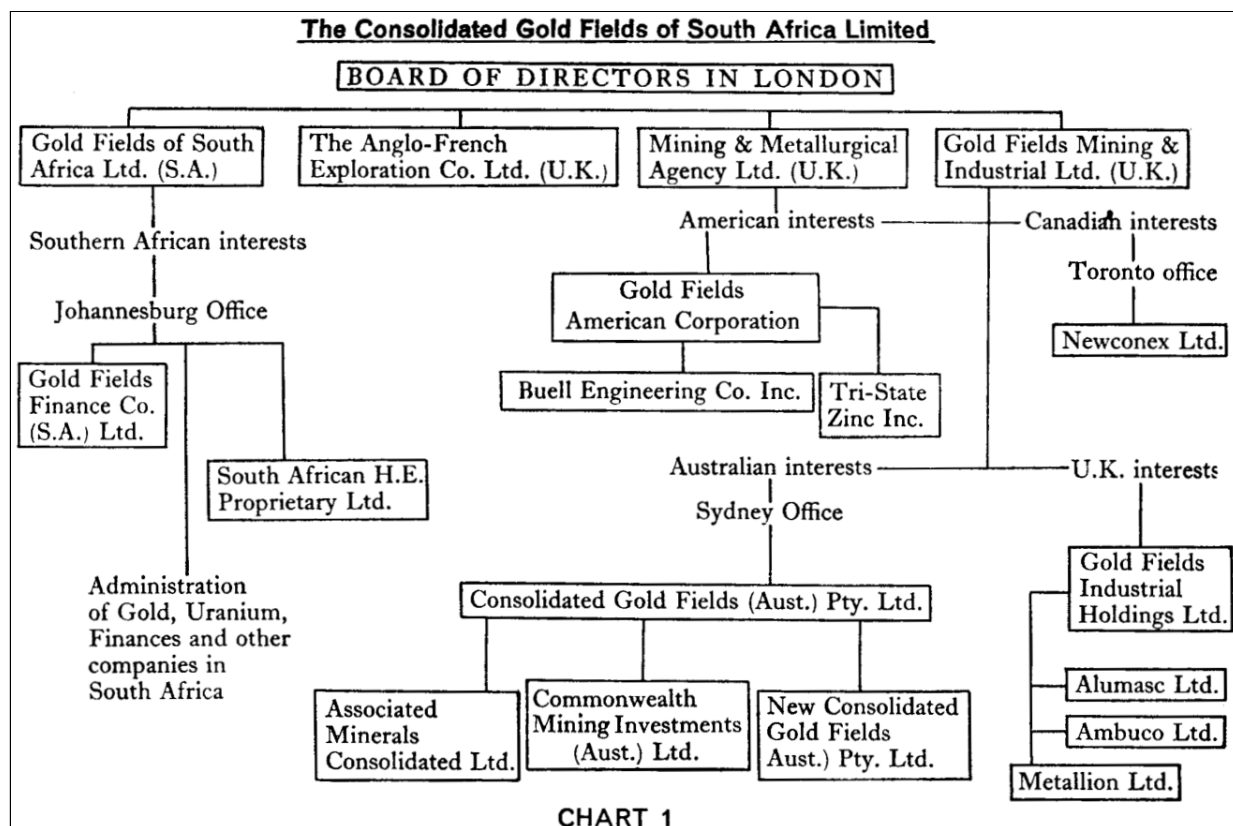 The Consolidated Gold Fields of South Africa Limited
BOARD OF DIRECTORS IN LONDON
Gold Fields of South
Africa Ltd. (S.A.)
The Anglo-French
Exploration Co. Ltd. (U.K.)
Mining & Metallurgical
Agency Ltd. (U.K.)
Gold Fields Mining &
Industrial Ltd. (U.K.)
Southern African interests
American interests
Canadian interests
Johannesburg Office
Toronto office
Gold Fields
American Corporation
Newconex Ltd.
Gold Fields
Finance Co.
(S.A.) Ltd.
Buell Engineering Co. Inc.
Tri-State
Zinc Inc.
South African H.E.
Proprietary Ltd.
Australian interests
U.K. interests
Sydney Office
Administration
of Gold, Uranium,
Finances and other
companies in
South Africa
Consolidated Gold Fields (Aust.) Pty. Ltd.
Gold Fields
Industrial
Holdings Ltd.
Associated
Minerals
Consolidated Ltd.
Commonwealth
Mining Investments
(Aust.) Ltd.
New Consolidated
Gold Fields
Aust.) Pty. Ltd.
Alumasc Ltd.
Ambuco Ltd.
Metallion Ltd.
CHART 1